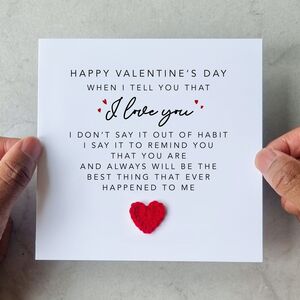 HAPPY VALENTINE'S DAY
WHEN I TELL YOU THAT
I love you
I DON'T SAY IT OUT OF HABIT
I SAY IT TO REMIND YOU
THAT YOU ARE
AND ALWAYS WILL BE THE
BEST THING THAT EVER
HAPPENED TO ME